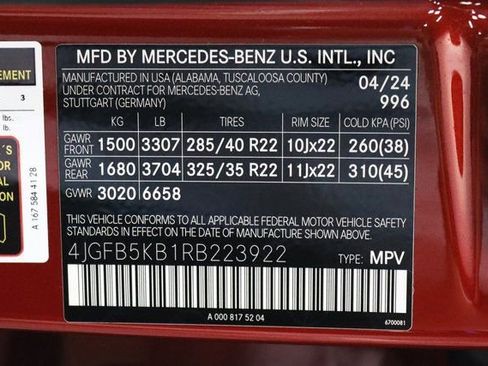 MFD BY MERCEDES-BENZ U.S. INTL., INC
MANUFACTURED IN USA (ALABAMA, TUSCALOOSA COUNTY) 04/24
UNDER CONTRACT FOR MERCEDES-BENZ AG, 996
STUTTGART (GERMANY)
KG LB TIRES RIM SIZE COLD KPA (PSI)
GAWR FRONT 1500 3307 285/40 R22 10Jx22 260(38)
GAWR REAR 1680 3704 325/35 R22 11Jx22 310(45)
GVWR 3020 6658
THIS VEHICLE CONFORMS TO ALL APPLICABLE FEDERAL MOTOR VEHICLE SAFETY
STANDARDS IN EFFECT ON THE DATE OF MANUFACTURE SHOWN ABOVE.
4JGFB5KB1RB223922 TYPE: MPV
A 000 817 52 04 6700081
EMENT
3
lbs.
lb.
'S
OR
AL
ION
A 167 584 41 28